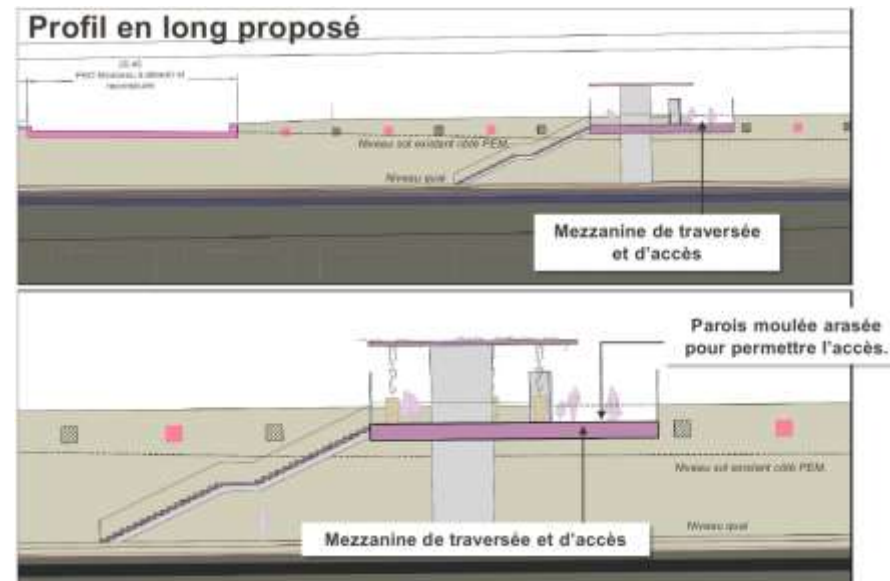 Profil en long proposé
Niveau sol existant côté PEM.
Niveau quai
Mezzanine de traversée
et d'accès
Parois moulée arasée
pour permettre l'accès.
Niveau sol existant côté PEM.
Niveau quai
Mezzanine de traversée et d'accès